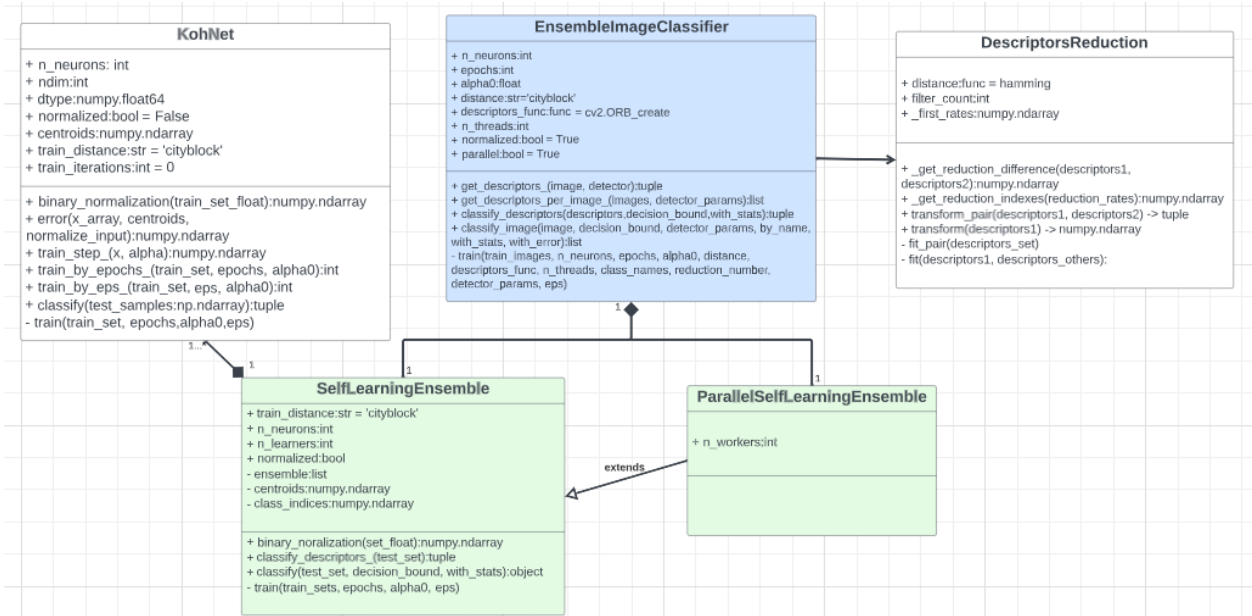 KohNet
+ n_neurons: int
+ ndim:int
+ dtype:numpy.float64
+ normalized:bool = False
+ centroids:numpy.ndarray
+ train_distance:str = 'cityblock'
+ train_iterations:int = 0
+ binary_normalization(train_set_float):numpy.ndarray
+ error(x_array, centroids,
normalize_input):numpy.ndarray
+ train_step_(x, alpha):numpy.ndarray
+ train_by_epochs_(train_set, epochs, alpha0):int
+ train_by_eps_(train_set, eps, alpha0):int
+ classify(test_samples:np.ndarray):tuple
- train(train_set, epochs,alpha0,eps)
EnsembleImageClassifier
+ n_neurons:int
+ epochs:int
+ alpha0:float
+ distance:str='cityblock'
+ descriptors_func:func = cv2.ORB_create
+ n_threads:int
+ normalized:bool = True
+ parallel:bool = True
+ get_descriptors_(image, detector):tuple
+ get_descriptors_per_image_(images, detector_params):list
+ classify_descriptors(descriptors,decision_bound,with_stats):tuple
+ classify_image(image, decision_bound, detector_params, by_name,
with_stats, with_error):list
- train(train_images, n_neurons, epochs, alpha0, distance,
descriptors_func, n_threads, class_names, reduction_number,
detector_params, eps)
DescriptorsReduction
+ distance:func = hamming
+ filter_count:int
+ _first_rates:numpy.ndarray
+ _get_reduction_difference(descriptors1,
descriptors2):numpy.ndarray
+ _get_reduction_indexes(reduction_rates):numpy.ndarray
+ transform_pair(descriptors1, descriptors2) -> tuple
+ transform(descriptors1) -> numpy.ndarray
- fit_pair(descriptors_set)
- fit(descriptors1, descriptors_others):
1
1...*
1
1
1
SelfLearningEnsemble
+ train_distance:str = 'cityblock'
+ n_neurons:int
+ n_learners:int
+ normalized:bool
- ensemble:list
- centroids:numpy.ndarray
- class_indices:numpy.ndarray
+ binary_noralization(set_float):numpy.ndarray
+ classify_descriptors_(test_set):tuple
+ classify(test_set, decision_bound, with_stats):object
- train(train_sets, epochs, alpha0, eps)
extends
ParallelSelfLearningEnsemble
+ n_workers:int